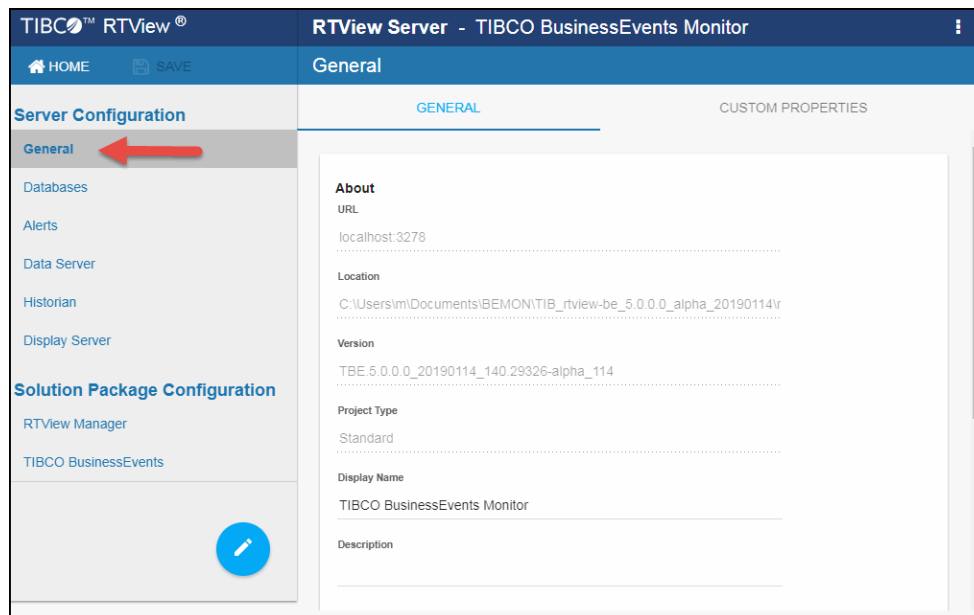 TIBCO™ RTView ®
RTView Server - TIBCO BusinessEvents Monitor
HOME
SAVE
General
Server Configuration
General
Databases
Alerts
Data Server
Historian
Display Server
Solution Package Configuration
RTView Manager
TIBCO BusinessEvents
GENERAL
CUSTOM PROPERTIES
About
URL
localhost:3278
Location
C:\Users\m\Documents\BEMON\TIB_rtview-be_5.0.0.0_alpha_20190114\r
Version
TBE.5.0.0.0_20190114_140.29326-alpha_114
Project Type
Standard
Display Name
TIBCO BusinessEvents Monitor
Description